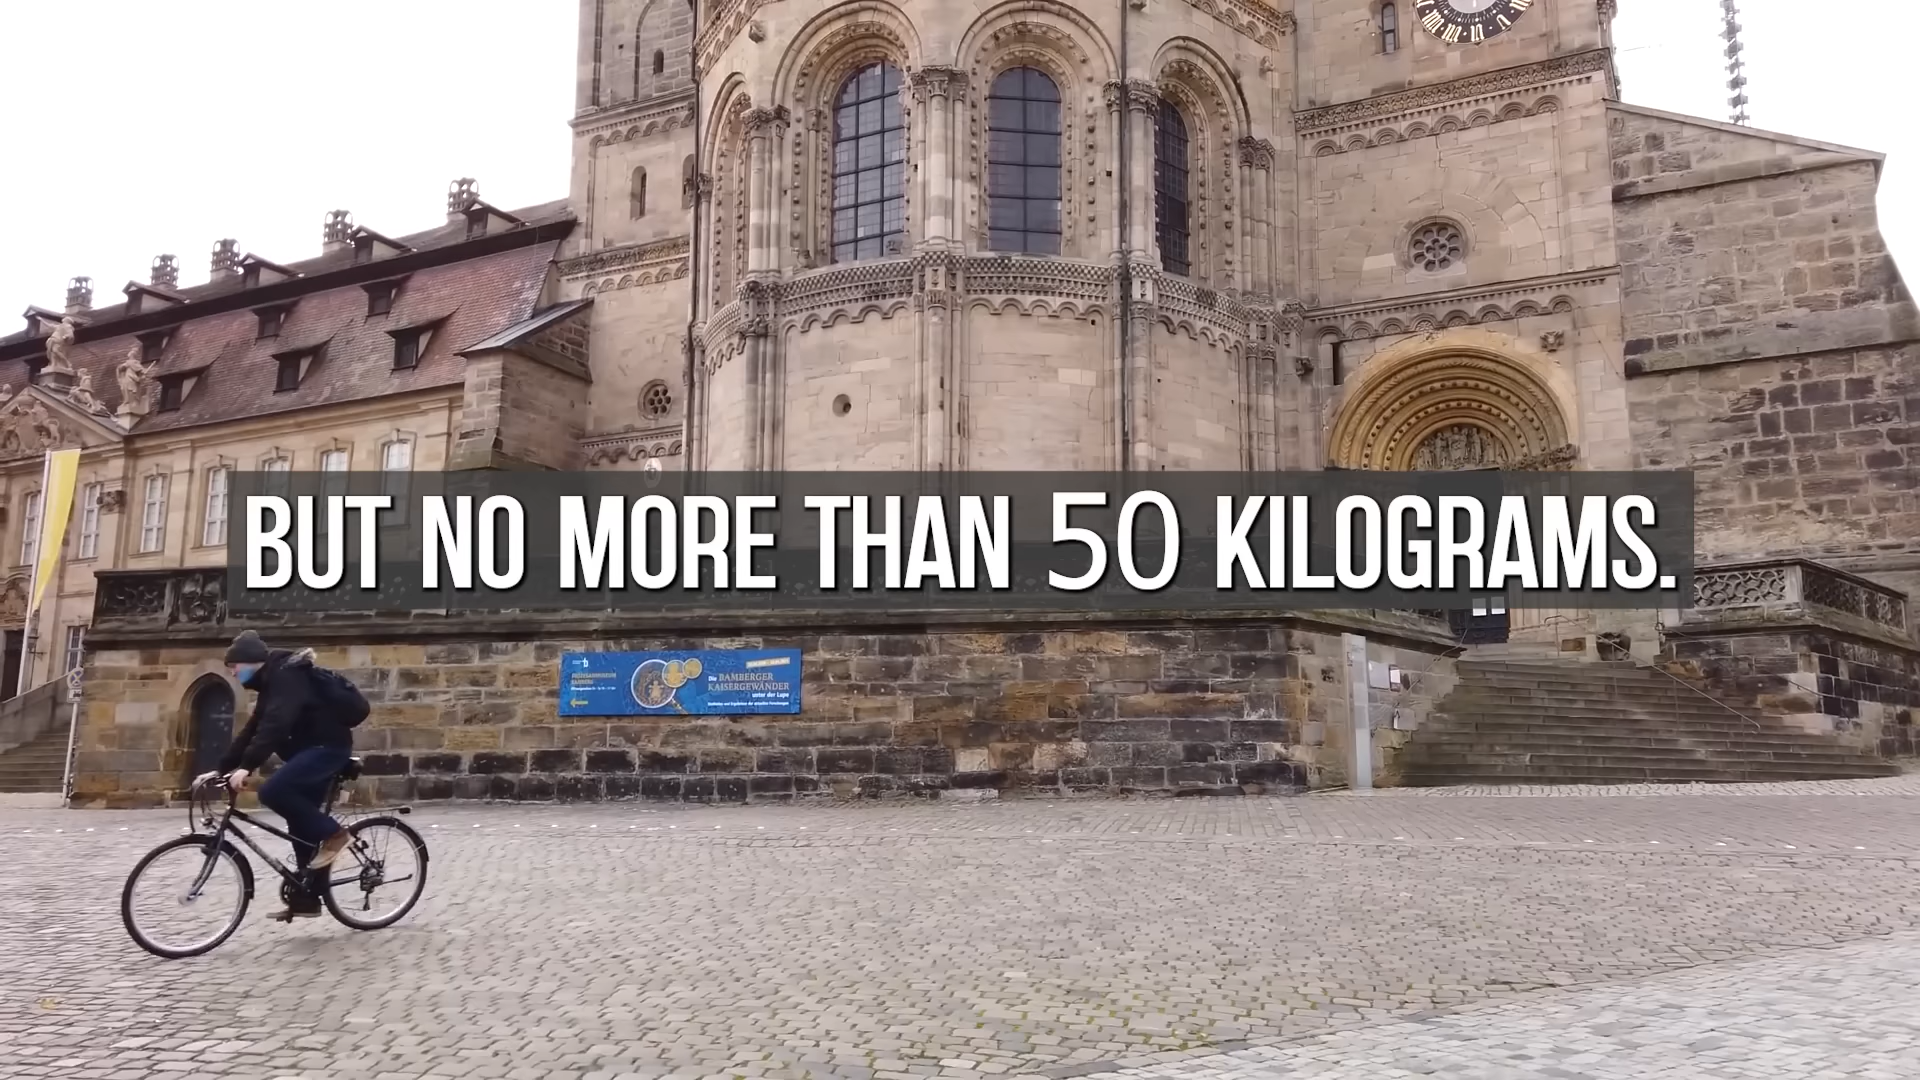 BUT NO MORE THAN 50 KILOGRAMS.
Die BAMBERGER
KAISERGEWÄNDER
unter der Lupe